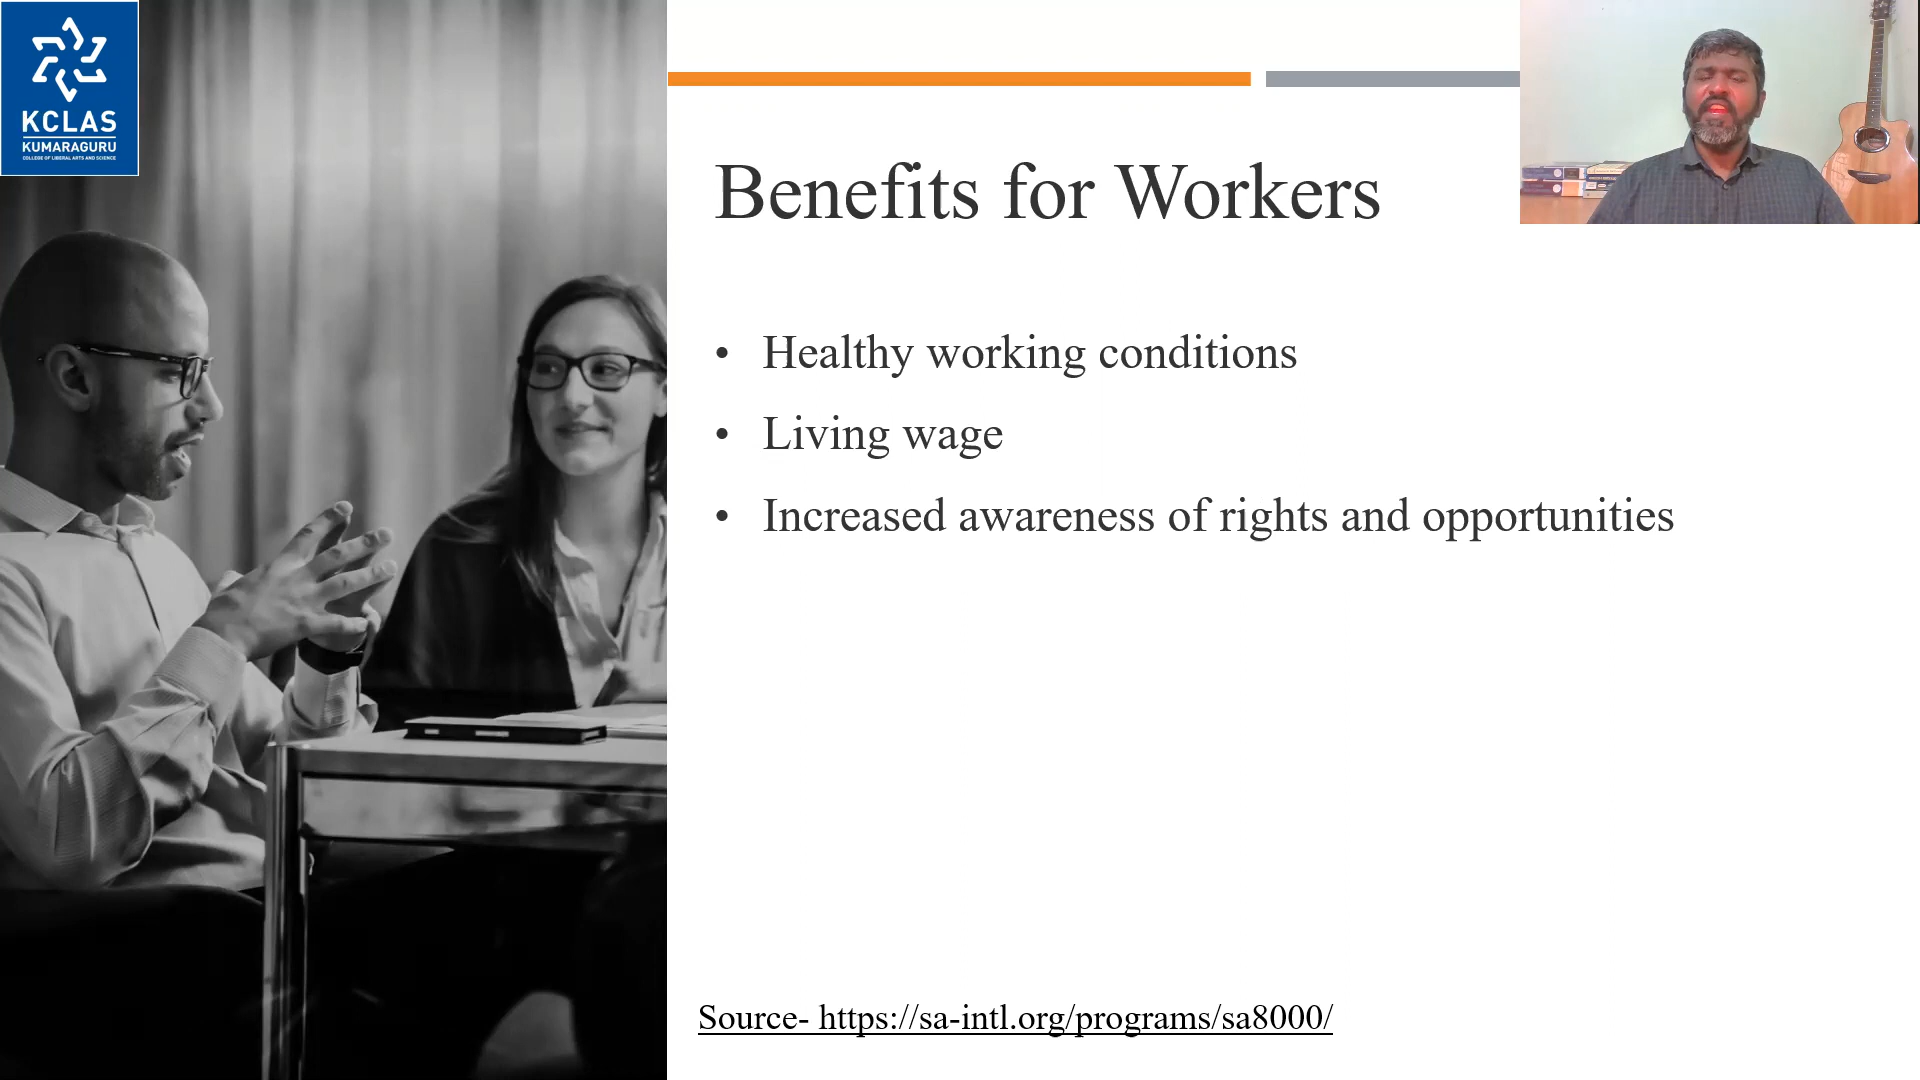 KCLAS
KUMARAGURU
COLLEGE OF LIBERAL ARTS AND SCIENCE
Benefits for Workers
• Healthy working conditions
• Living wage
• Increased awareness of rights and opportunities
Source- https://sa-intl.org/programs/sa8000/